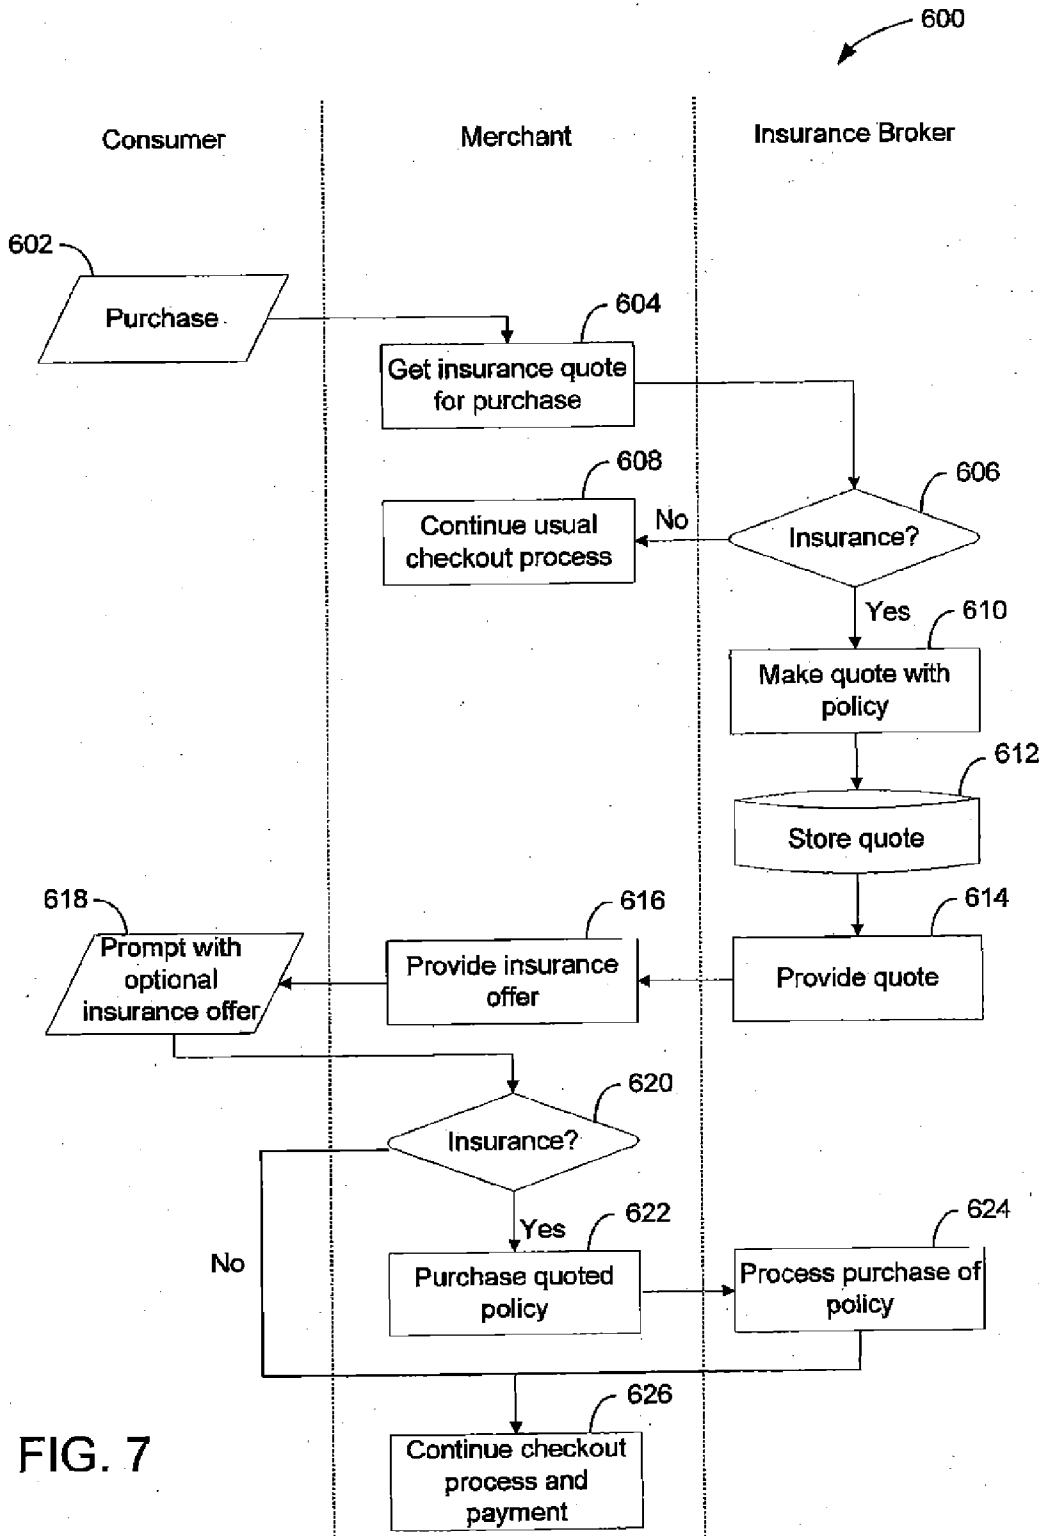 600
Consumer
Merchant
Insurance Broker
602
Purchase
604
Get insurance quote
for purchase
608
Continue usual
checkout process
No
606
Insurance?
Yes
610
Make quote with
policy
612
Store quote
618
Prompt with
optional
insurance offer
616
Provide insurance
offer
614
Provide quote
620
Insurance?
No
Yes
622
Purchase quoted
policy
624
Process purchase of
policy
626
Continue checkout
process and
payment
FIG. 7